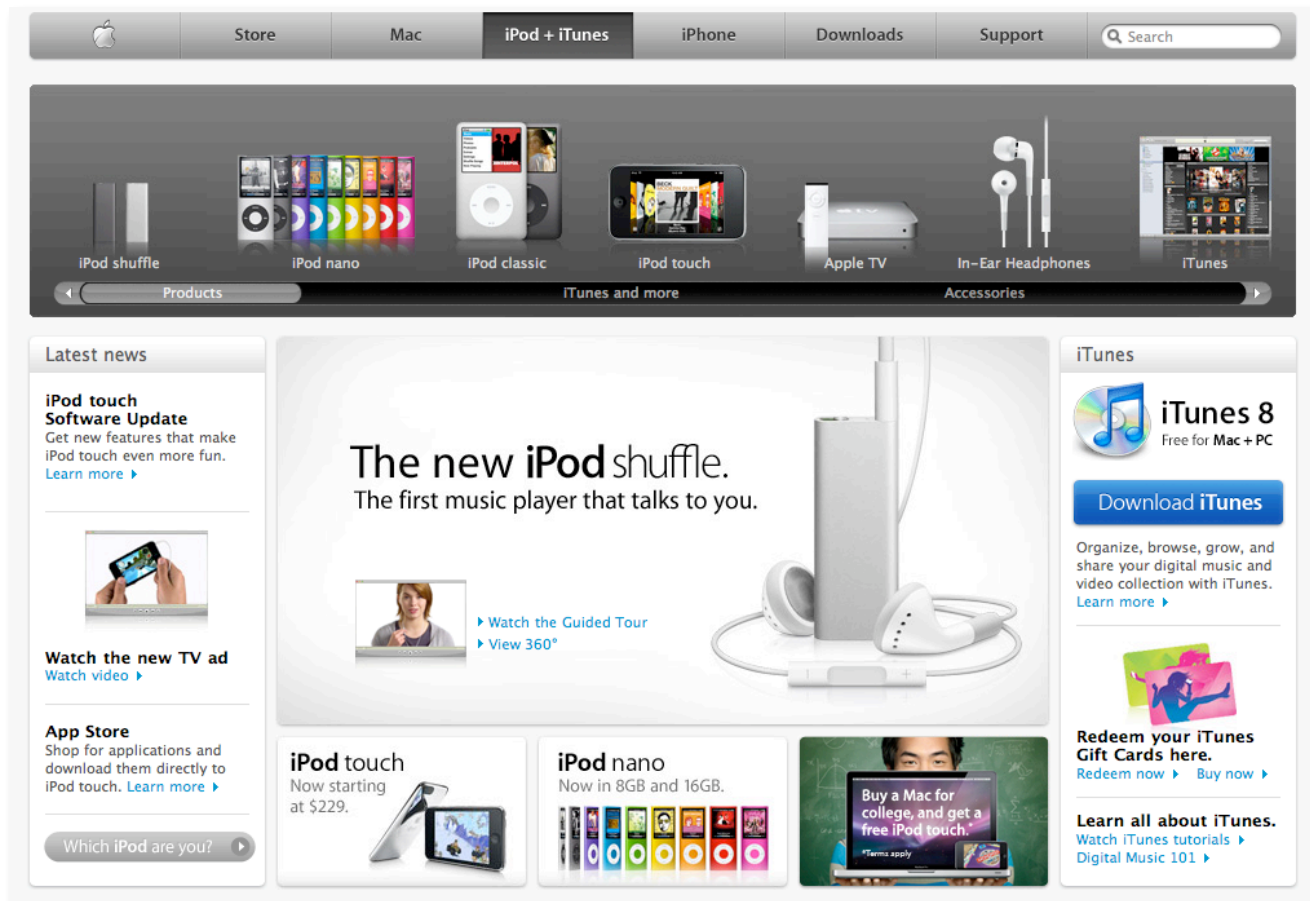 Store
Mac
iPod + iTunes
iPhone
Downloads
Support
Search
iPod shuffle
iPod nano
iPod classic
iPod touch
Apple TV
In-Ear Headphones
iTunes
Products
iTunes and more
Accessories
Latest news
iPod touch
Software Update
Get new features that make
iPod touch even more fun.
Learn more
Watch the new TV ad
Watch video
App Store
Shop for applications and
download them directly to
iPod touch. Learn more
Which iPod are you?
The new iPod shuffle.
The first music player that talks to you.
Watch the Guided Tour
View 360°
iPod touch
Now starting
at $229.
iPod nano
Now in 8GB and 16GB.
Buy a Mac for
college, and get a
free iPod touch.*
*Terms apply
iTunes
iTunes 8
Free for Mac + PC
Download iTunes
Organize, browse, grow, and
share your digital music and
video collection with iTunes.
Learn more
Redeem your iTunes
Gift Cards here.
Redeem now Buy now
Learn all about iTunes.
Watch iTunes tutorials
Digital Music 101